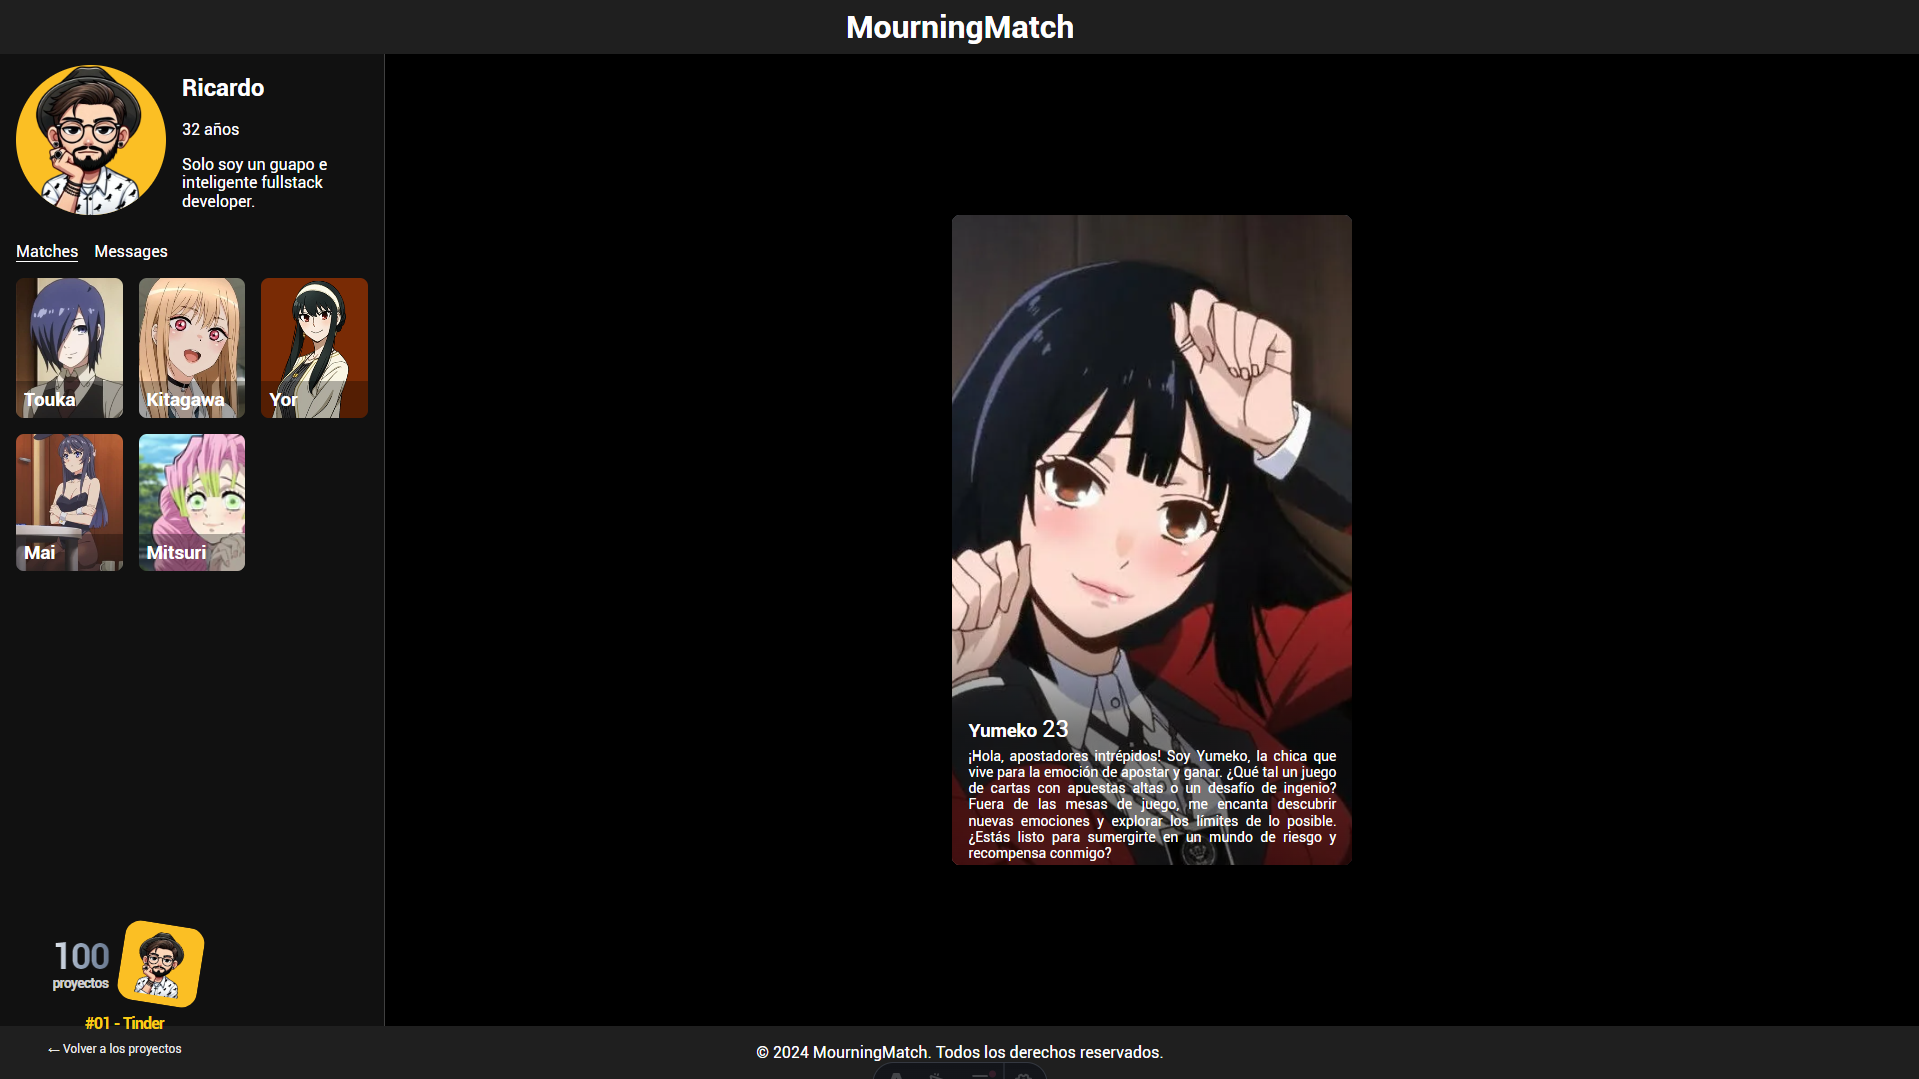 MourningMatch
Ricardo
32 años
Solo soy un guapo e
inteligente fullstack
developer.
Matches Messages
Touka
Kitagawa
Yor
Mai
Mitsuri
Yumeko 23
¡Hola, apostadores intrépidos! Soy Yumeko, la chica que
vive para la emoción de apostar y ganar. ¿Qué tal un juego
de cartas con apuestas altas o un desafío de ingenio?
Fuera de las mesas de juego, me encanta descubrir
nuevas emociones y explorar los límites de lo posible.
¿Estás listo para sumergirte en un mundo de riesgo y
recompensa conmigo?
100
proyectos
#01 - Tinder
← Volver a los proyectos
© 2024 MourningMatch. Todos los derechos reservados.